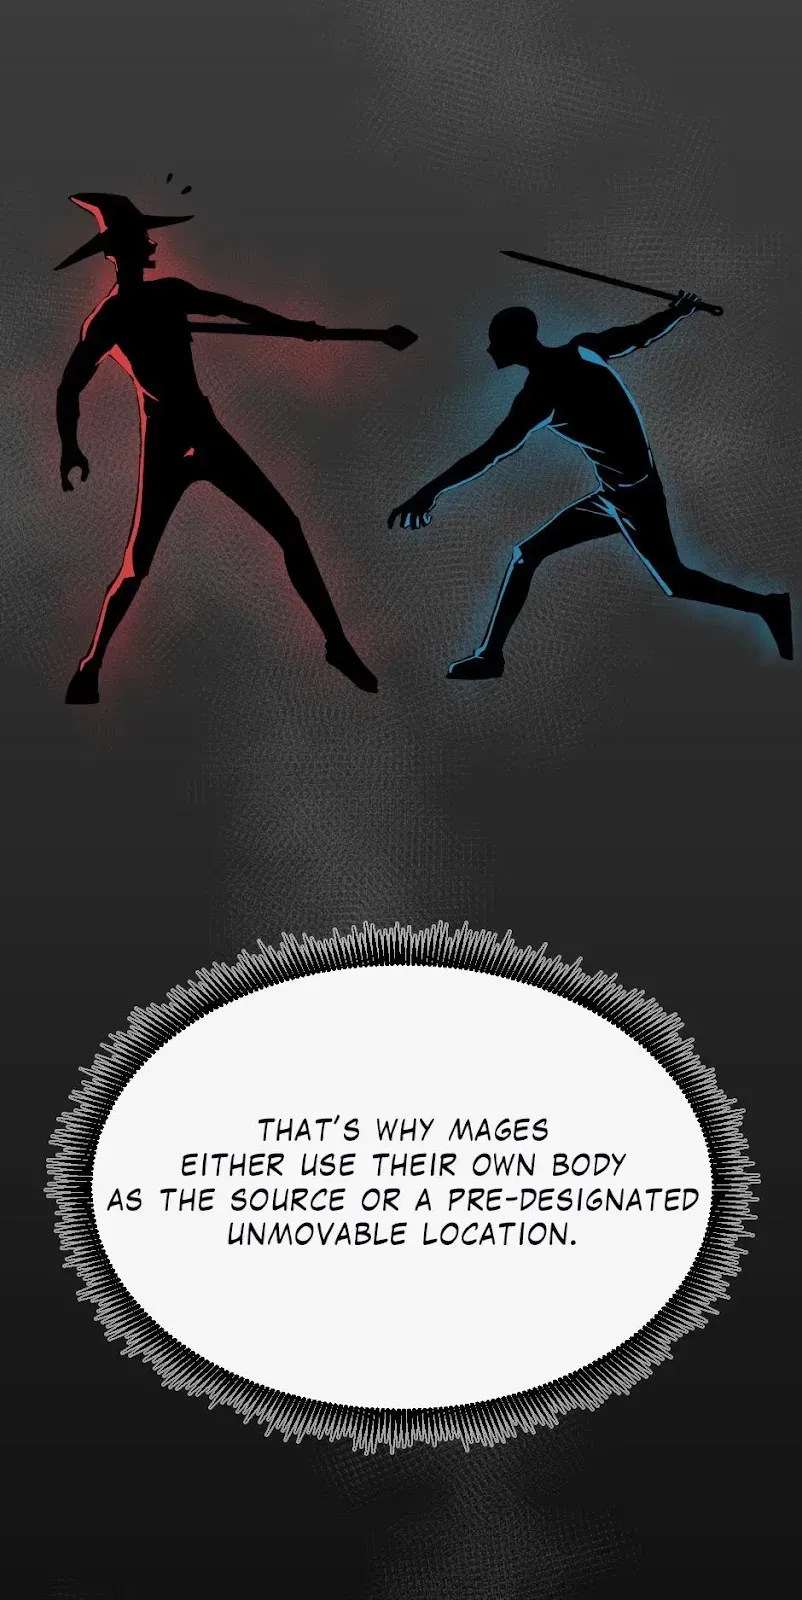 THAT'S WHY MAGES
EITHER USE THEIR OWN BODY
AS THE SOURCE OR A PRE-DESIGNATED
UNMOVABLE LOCATION.